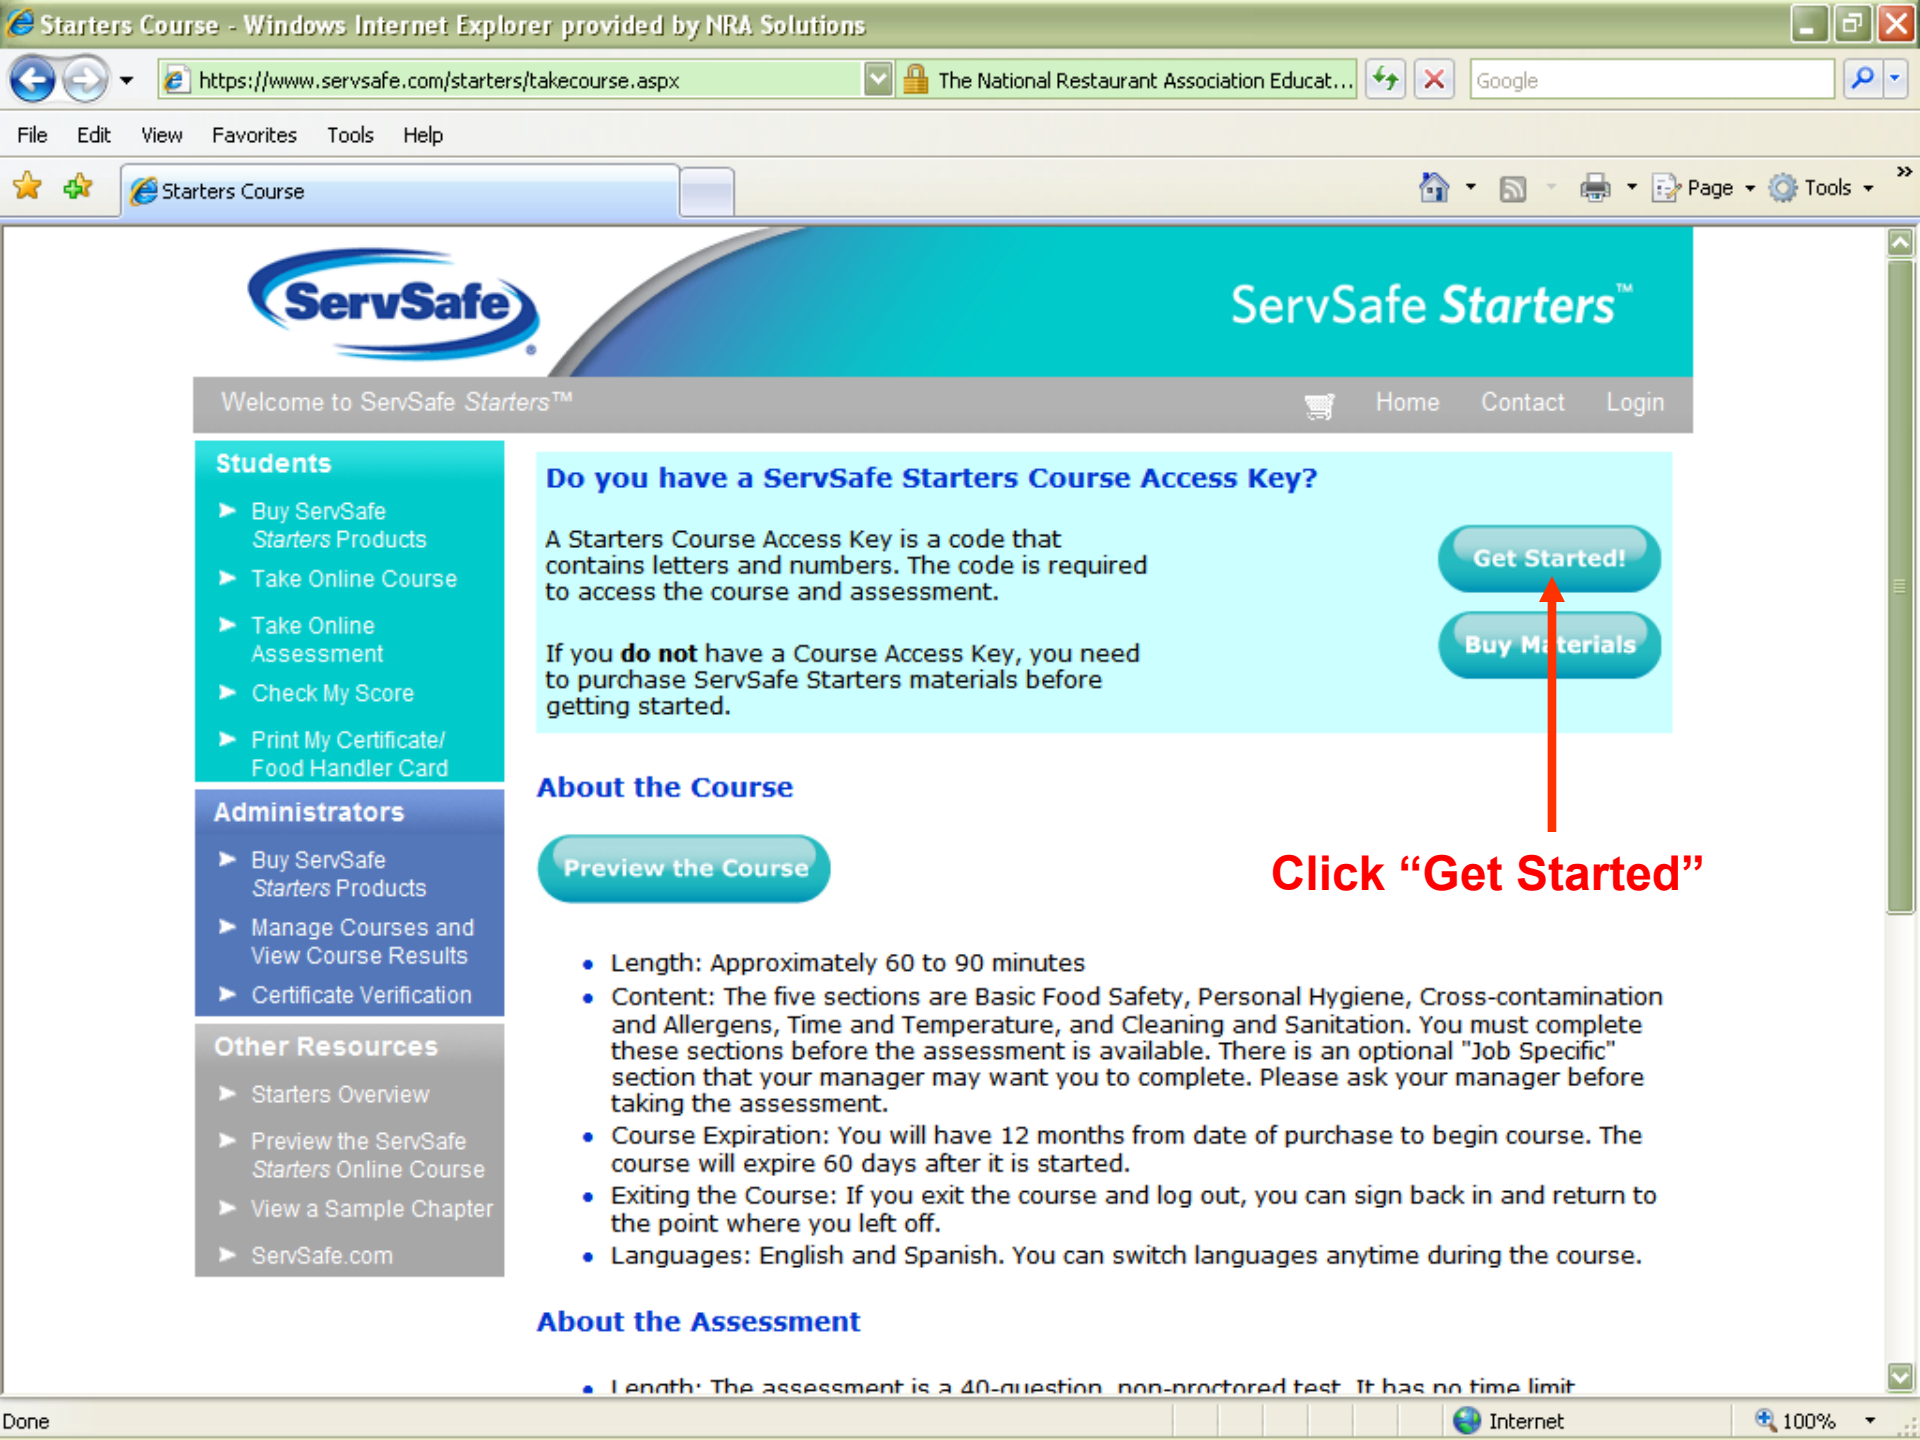 Starters Course - Windows Internet Explorer provided by NRA Solutions
https://www.servsafe.com/starters/takecourse.aspx
The National Restaurant Association Educat...
Google
File Edit View Favorites Tools Help
Starters Course
Page
Tools
»
ServSafe®
ServSafe Starters™
Welcome to ServSafe Starters™
Home Contact Login
Students
Buy ServSafe
Starters Products
Take Online Course
Take Online
Assessment
Check My Score
Print My Certificate/
Food Handler Card
Administrators
Buy ServSafe
Starters Products
Manage Courses and
View Course Results
Certificate Verification
Other Resources
Starters Overview
Preview the ServSafe
Starters Online Course
View a Sample Chapter
ServSafe.com
Do you have a ServSafe Starters Course Access Key?
A Starters Course Access Key is a code that
contains letters and numbers. The code is required
to access the course and assessment.
If you do not have a Course Access Key, you need
to purchase ServSafe Starters materials before
getting started.
Get Started!
Buy Materials
Click “Get Started”
About the Course
Preview the Course
• Length: Approximately 60 to 90 minutes
• Content: The five sections are Basic Food Safety, Personal Hygiene, Cross-contamination
and Allergens, Time and Temperature, and Cleaning and Sanitation. You must complete
these sections before the assessment is available. There is an optional "Job Specific"
section that your manager may want you to complete. Please ask your manager before
taking the assessment.
• Course Expiration: You will have 12 months from date of purchase to begin course. The
course will expire 60 days after it is started.
• Exiting the Course: If you exit the course and log out, you can sign back in and return to
the point where you left off.
• Languages: English and Spanish. You can switch languages anytime during the course.
About the Assessment
• Length: The assessment is a 40-question, non-proctored test. It has no time limit
Done
Internet
100%